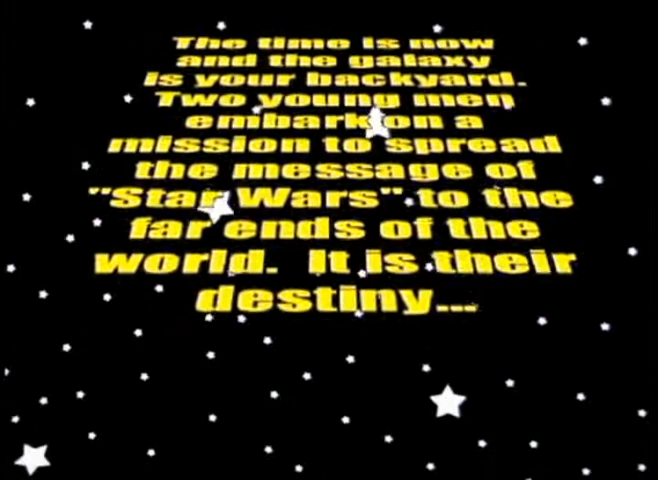 The time is now
and the galaxy
is your backyard.
Two young men
embark on a
mission to spread
the message of
"Star Wars" to the
far ends of the
world. It is their
destiny...